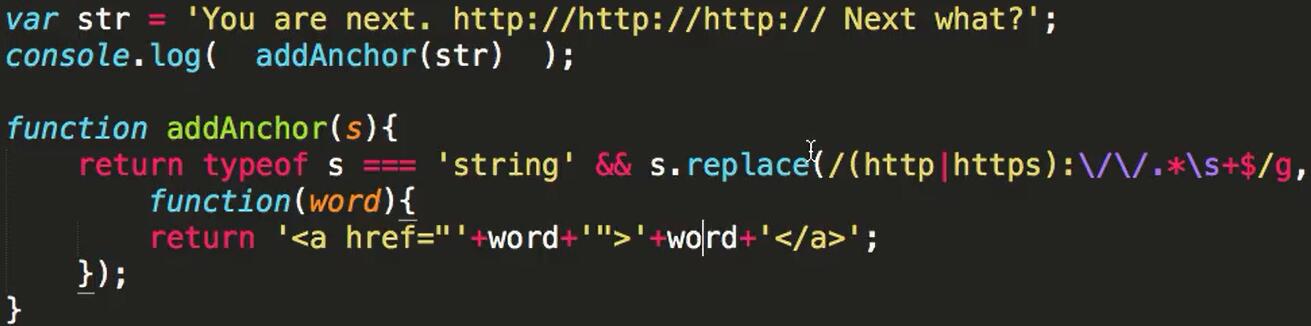 var str = 'You are next. http://http://http:// Next what?';
console.log(  addAnchor(str)  );
function addAnchor(s){
return typeof s === 'string' && s.replace(/(http|https):\/\/.*\s+$/g,
function(word){
return '<a href="'+word+'">'+word+'</a>';
});
}